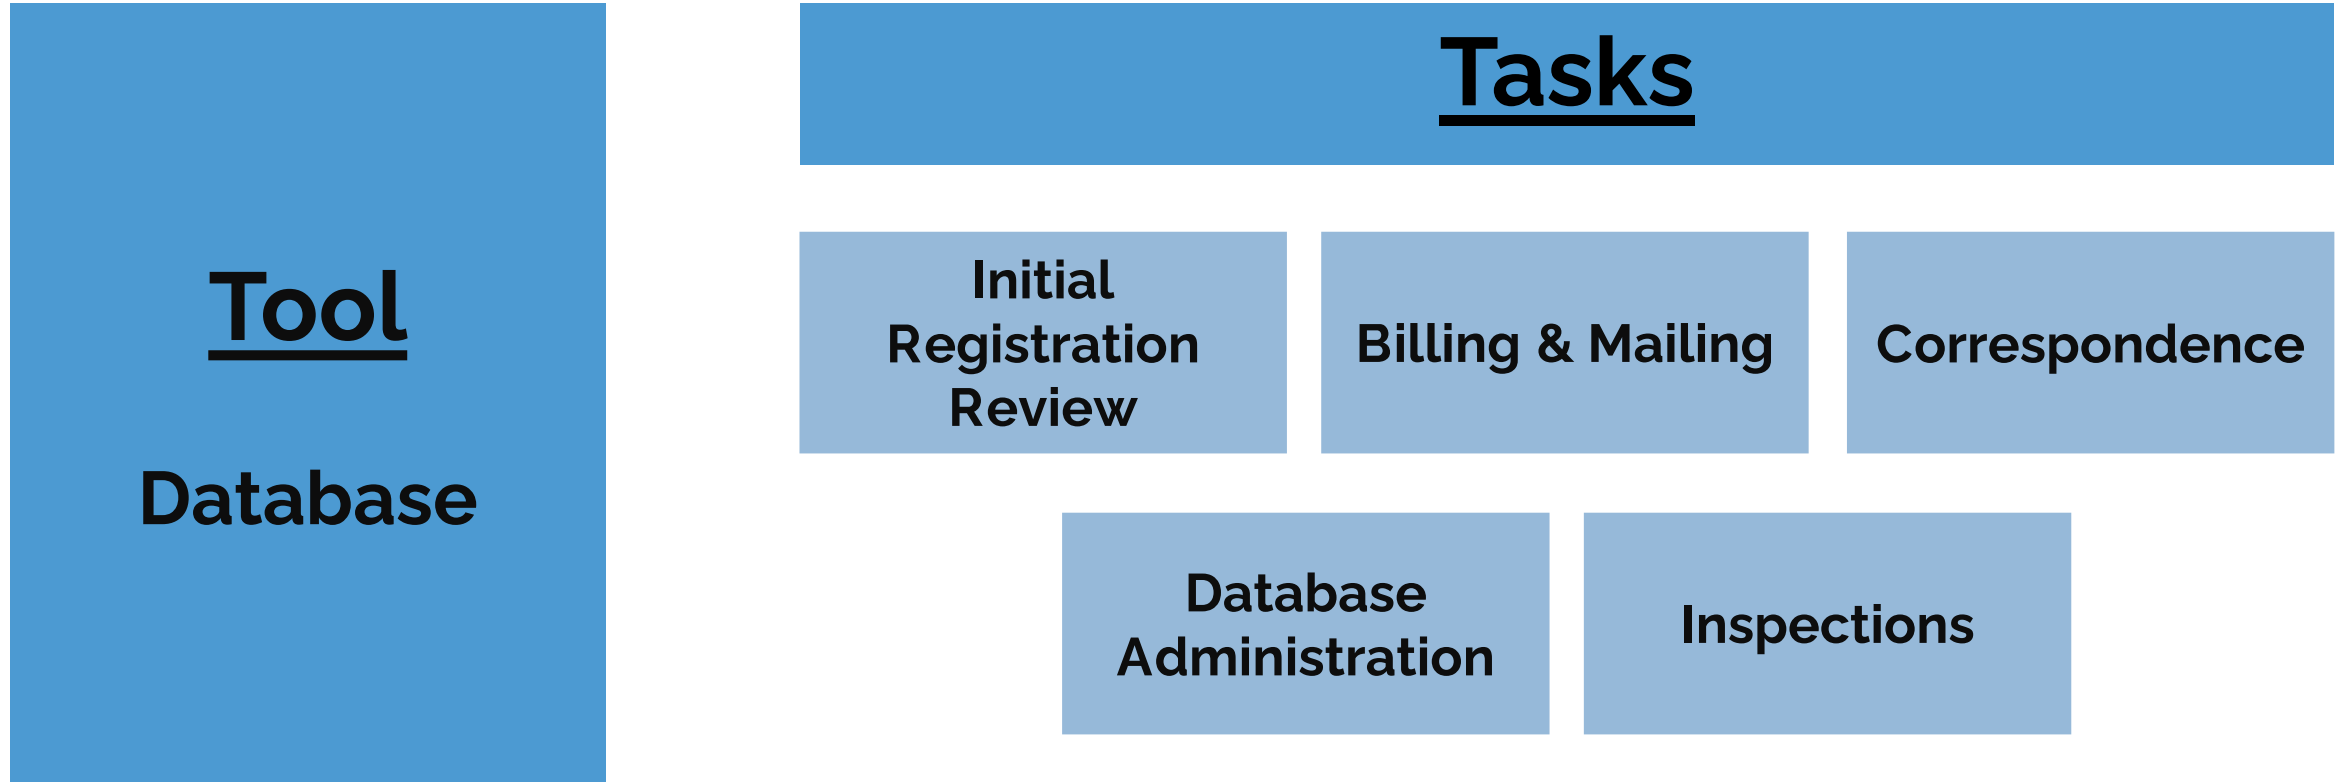 Tool
Database
Tasks
Initial
Registration
Review
Billing & Mailing
Correspondence
Database
Administration
Inspections